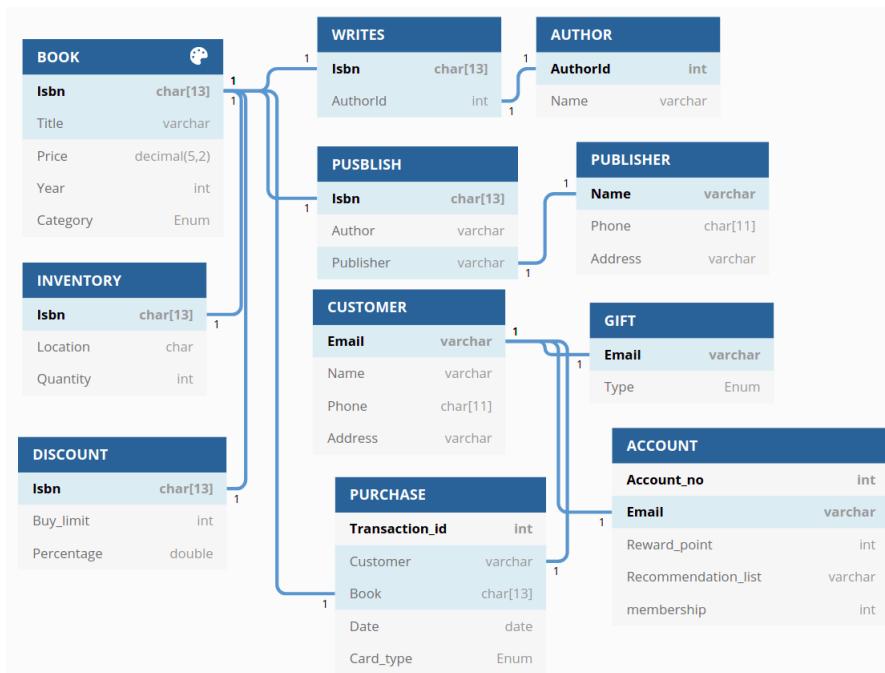 BOOK
Isbn char[13]
Title varchar
Price decimal(5,2)
Year int
Category Enum
1
1
WRITES
1
Isbn char[13]
AuthorId int
1
AUTHOR
1
AuthorId int
Name varchar
PUSBLISH
Isbn char[13]
1
Author varchar
Publisher varchar
1
PUBLISHER
1
Name varchar
Phone char[11]
Address varchar
INVENTORY
Isbn char[13]
1
Location char
Quantity int
CUSTOMER
1
Email varchar
Name varchar
Phone char[11]
Address varchar
GIFT
Email varchar
1
Type Enum
DISCOUNT
Isbn char[13]
1
Buy_limit int
Percentage double
PURCHASE
Transaction_id int
Customer varchar
1
Book char[13]
1
Date date
Card_type Enum
ACCOUNT
Account_no int
Email varchar
1
Reward_point int
Recommendation_list varchar
membership int